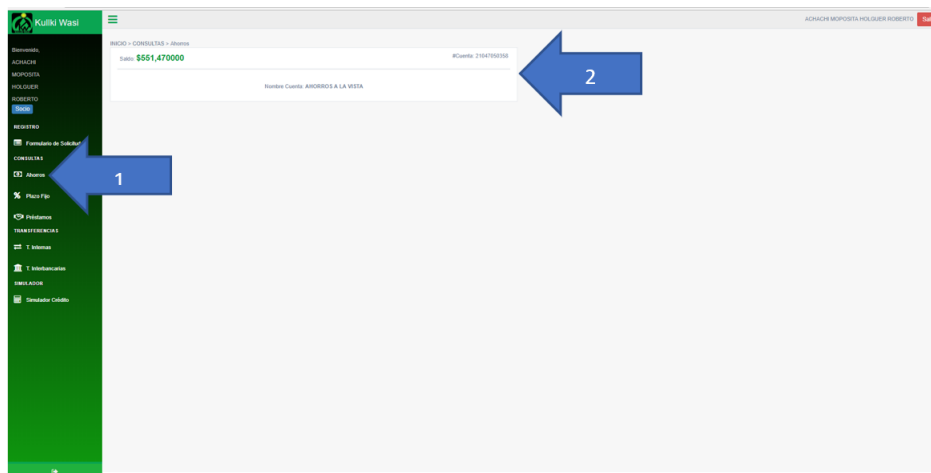 Kullki Wasi
ACHACHI MOPOSITA HOLGUER ROBERTO
Sali
Bienvenido,
ACHACHI
MOPOSITA
HOLGUER
ROBERTO
Socio
REGISTRO
Formulario de Solicitud
CONSULTAS
Ahorros
Plazo Fijo
Préstamos
TRANSFERENCIAS
T. Internas
T. Interbancarias
SIMULADOR
Simulador Crédito
INICIO > CONSULTAS > Ahorros
Saldo: $551,470000
#Cuenta: 21047050358
Nombre Cuenta: AHORROS A LA VISTA
1
2